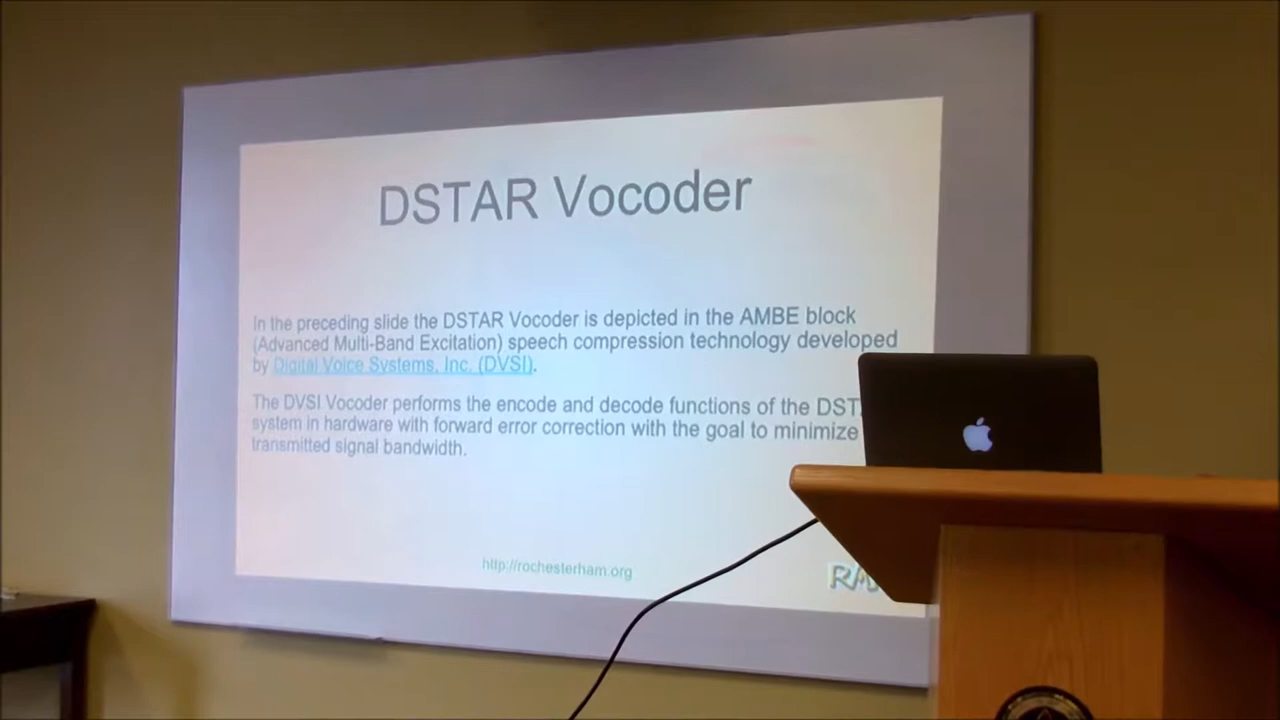 DSTAR Vocoder
In the preceding slide the DSTAR Vocoder is depicted in the AMBE block
(Advanced Multi-Band Excitation) speech compression technology developed
by Digital Voice Systems, Inc. (DVSI).
The DVSI Vocoder performs the encode and decode functions of the DST
system in hardware with forward error correction with the goal to minimize
transmitted signal bandwidth.
http://rochesterham.org
RA